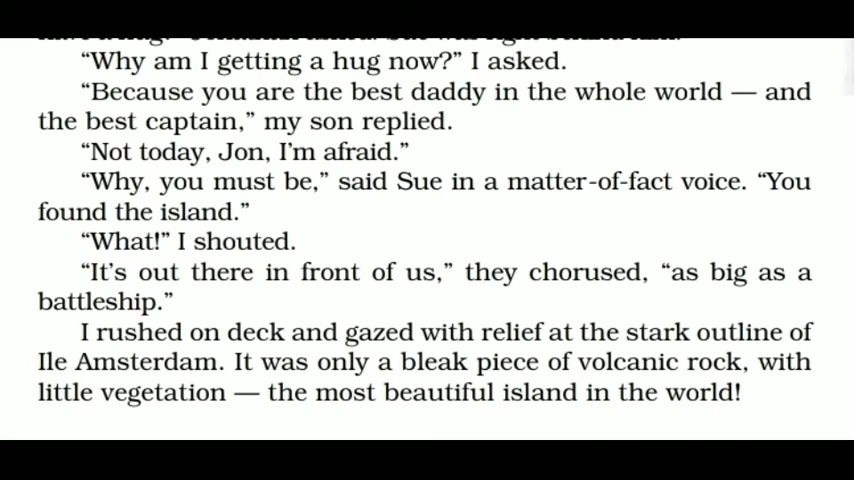 “Why am I getting a hug now?” I asked.
“Because you are the best daddy in the whole world — and
the best captain,” my son replied.
“Not today, Jon, I’m afraid.”
“Why, you must be,” said Sue in a matter-of-fact voice. “You
found the island.”
“What!” I shouted.
“It’s out there in front of us,” they chorused, “as big as a
battleship.”
I rushed on deck and gazed with relief at the stark outline of
Ile Amsterdam. It was only a bleak piece of volcanic rock, with
little vegetation — the most beautiful island in the world!